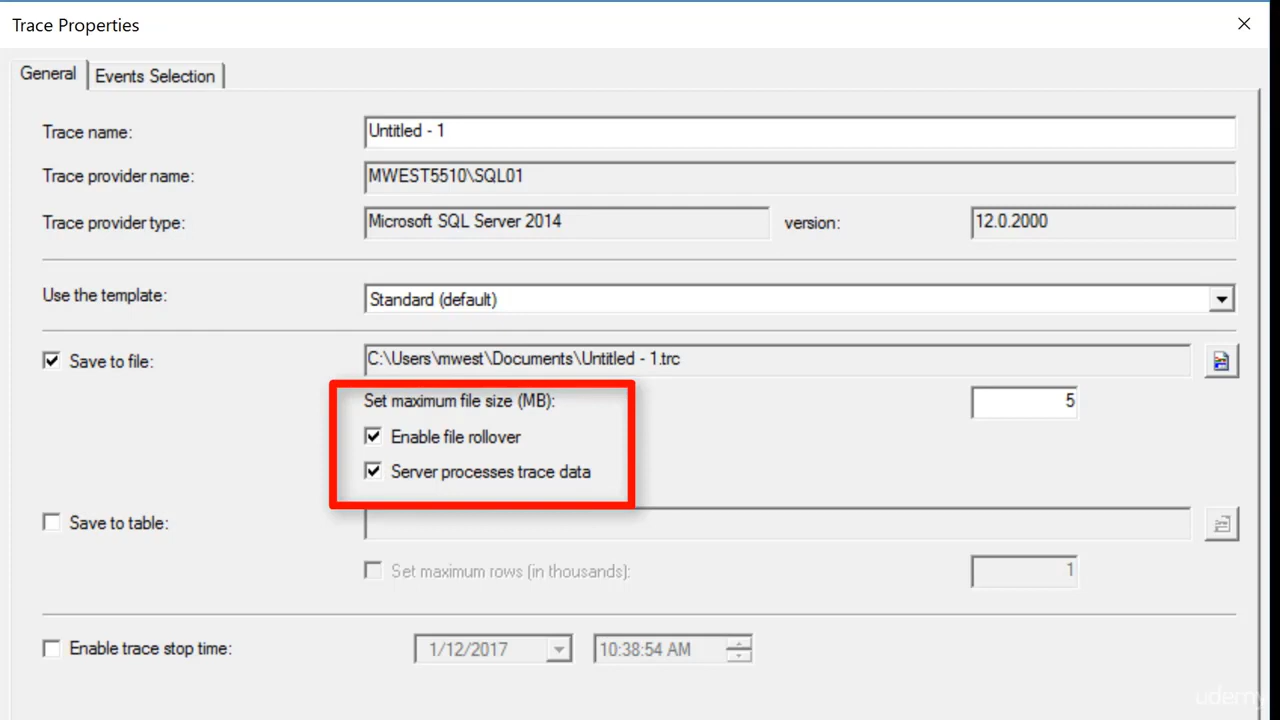 Trace Properties
General Events Selection
Trace name: Untitled - 1
Trace provider name: MWEST5510\SQL01
Trace provider type: Microsoft SQL Server 2014 version: 12.0.2000
Use the template: Standard (default)
Save to file: C:\Users\mwest\Documents\Untitled - 1.trc
Set maximum file size (MB): 5
Enable file rollover
Server processes trace data
Save to table:
Set maximum rows (in thousands): 1
Enable trace stop time: 1/12/2017 10:38:54 AM
udemy